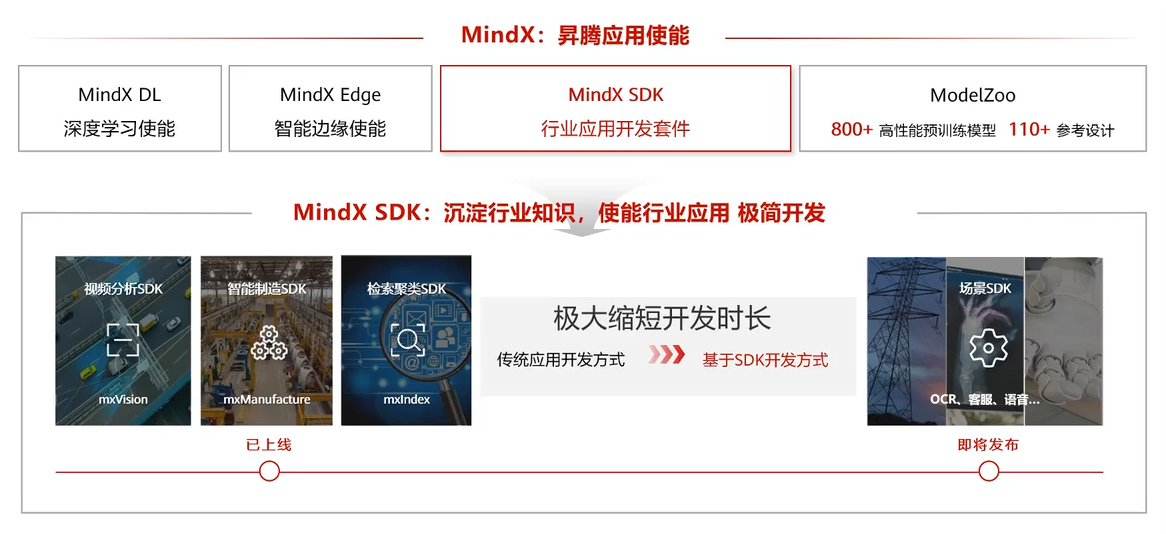 MindX：昇腾应用使能
MindX DL
深度学习使能
MindX Edge
智能边缘使能
MindX SDK
行业应用开发套件
ModelZoo
800+ 高性能预训练模型 110+ 参考设计
MindX SDK：沉淀行业知识，使能行业应用 极简开发
视频分析SDK
mxVision
智能制造SDK
mxManufacture
检索聚类SDK
mxIndex
极大缩短开发时长
传统应用开发方式
基于SDK开发方式
场景SDK
OCR、客服、语音...
已上线
即将发布